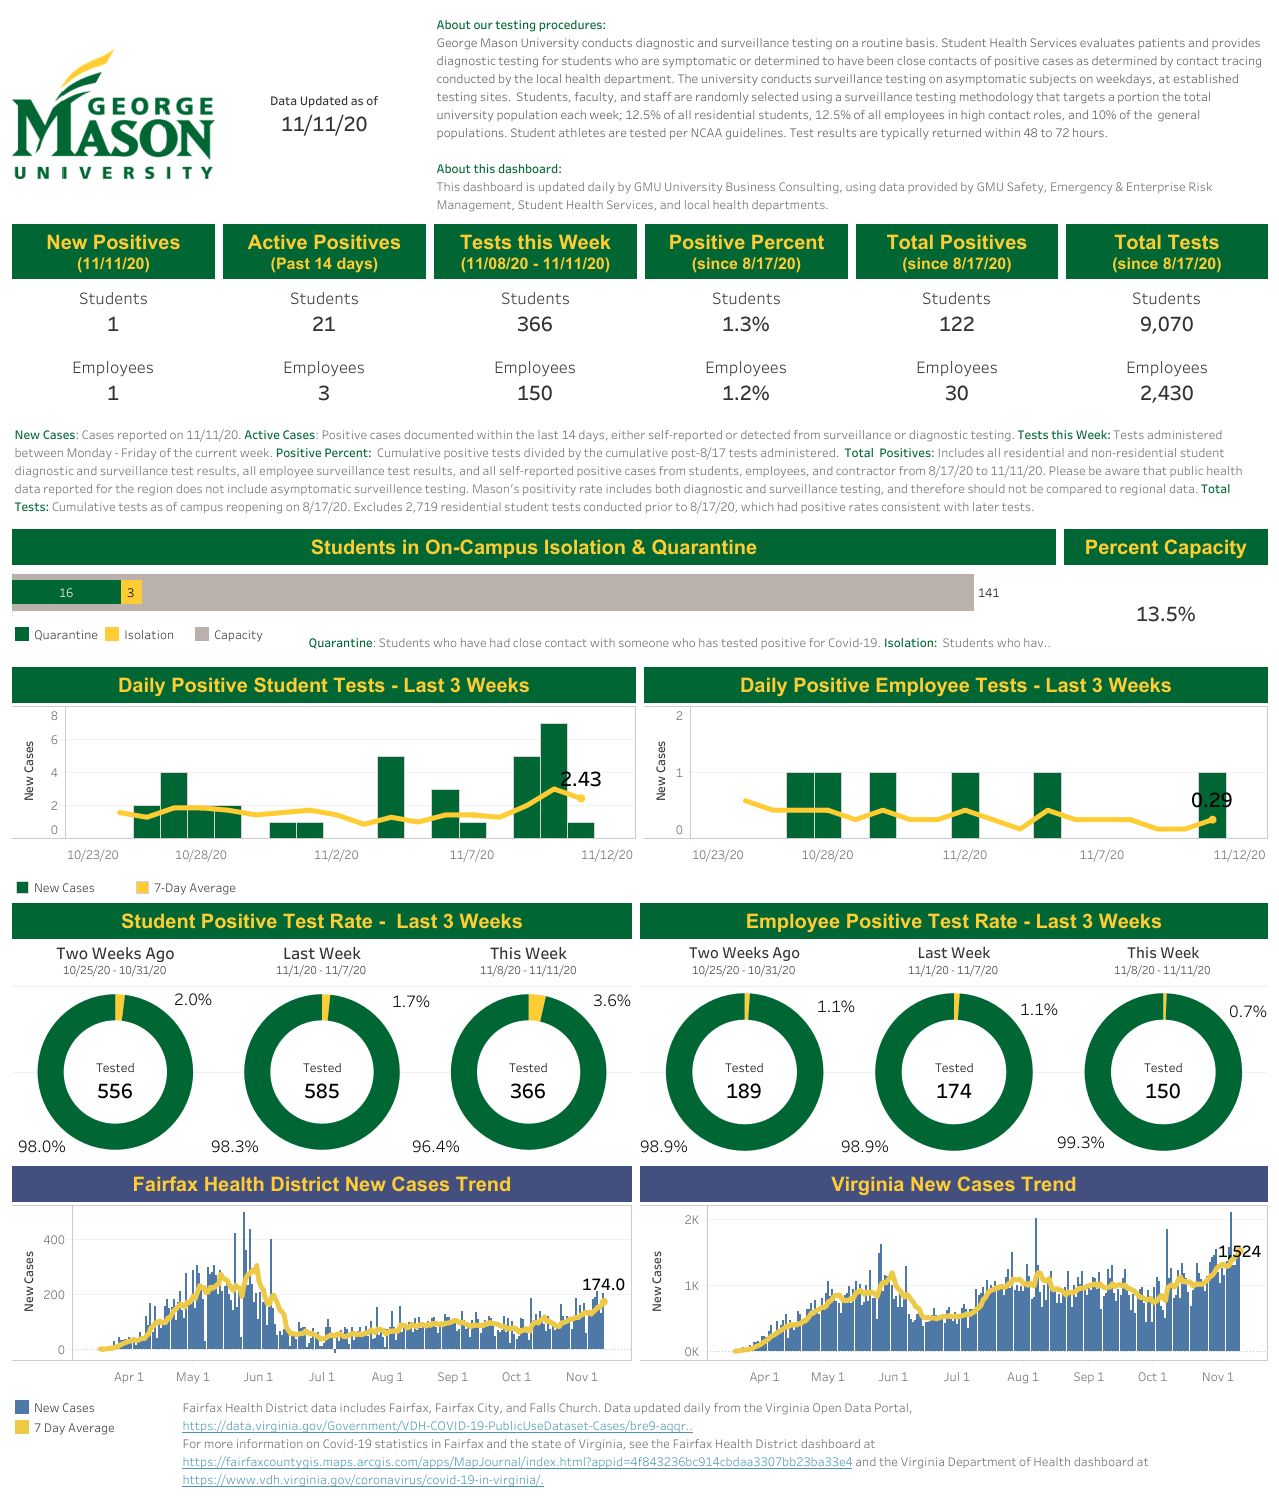 About our testing procedures:
George Mason University conducts diagnostic and surveillance testing on a routine basis. Student Health Services evaluates patients and provides
diagnostic testing for students who are symptomatic or determined to have been close contacts of positive cases as determined by contact tracing
conducted by the local health department. The university conducts surveillance testing on asymptomatic subjects on weekdays, at established
testing sites. Students, faculty, and staff are randomly selected using a surveillance testing methodology that targets a portion the total
university population each week; 12.5% of all residential students, 12.5% of all employees in high contact roles, and 10% of the general
populations. Student athletes are tested per NCAA guidelines. Test results are typically returned within 48 to 72 hours.
GEORGE
MASON
UNIVERSITY
Data Updated as of
11/11/20
About this dashboard:
This dashboard is updated daily by GMU University Business Consulting, using data provided by GMU Safety, Emergency & Enterprise Risk
Management, Student Health Services, and local health departments.
New Positives Active Positives Tests this Week Positive Percent Total Positives Total Tests
(11/11/20) (Past 14 days) (11/08/20 - 11/11/20) (since 8/17/20) (since 8/17/20) (since 8/17/20)
Students Students Students Students Students Students
1 21 366 1.3% 122 9,070
Employees Employees Employees Employees Employees Employees
1 3 150 1.2% 30 2,430
New Cases: Cases reported on 11/11/20. Active Cases: Positive cases documented within the last 14 days, either self-reported or detected from surveillance or diagnostic testing. Tests this Week: Tests administered
between Monday - Friday of the current week. Positive Percent: Cumulative positive tests divided by the cumulative post-8/17 tests administered. Total Positives: Includes all residential and non-residential student
diagnostic and surveillance test results, all employee surveillance test results, and all self-reported positive cases from students, employees, and contractor from 8/17/20 to 11/11/20. Please be aware that public health
data reported for the region does not include asymptomatic surveillence testing. Mason's positivity rate includes both diagnostic and surveillance testing, and therefore should not be compared to regional data. Total
Tests: Cumulative tests as of campus reopening on 8/17/20. Excludes 2,719 residential student tests conducted prior to 8/17/20, which had positive rates consistent with later tests.
Students in On-Campus Isolation & Quarantine Percent Capacity
16 3 141
13.5%
Quarantine Isolation Capacity
Quarantine: Students who have had close contact with someone who has tested positive for Covid-19. Isolation: Students who hav..
Daily Positive Student Tests - Last 3 Weeks
New Cases
8
6
4
2
0
2.43
10/23/20 10/28/20 11/2/20 11/7/20 11/12/20
Daily Positive Employee Tests - Last 3 Weeks
New Cases
2
1
0
0.29
10/23/20 10/28/20 11/2/20 11/7/20 11/12/20
New Cases 7-Day Average
Student Positive Test Rate - Last 3 Weeks
Two Weeks Ago Last Week This Week
10/25/20 - 10/31/20 11/1/20 - 11/7/20 11/8/20 - 11/11/20
2.0% 1.7% 3.6%
Tested Tested Tested
556 585 366
98.0% 98.3% 96.4%
Employee Positive Test Rate - Last 3 Weeks
Two Weeks Ago Last Week This Week
10/25/20 - 10/31/20 11/1/20 - 11/7/20 11/8/20 - 11/11/20
1.1% 1.1% 0.7%
Tested Tested Tested
189 174 150
98.9% 98.9% 99.3%
Fairfax Health District New Cases Trend
New Cases
400
200
0
174.0
Apr 1 May 1 Jun 1 Jul 1 Aug 1 Sep 1 Oct 1 Nov 1
Virginia New Cases Trend
New Cases
2K
1K
0K
1,524
Apr 1 May 1 Jun 1 Jul 1 Aug 1 Sep 1 Oct 1 Nov 1
New Cases
7 Day Average
Fairfax Health District data includes Fairfax, Fairfax City, and Falls Church. Data updated daily from the Virginia Open Data Portal,
https://data.virginia.gov/Government/VDH-COVID-19-PublicUseDataset-Cases/bre9-aqqr..
For more information on Covid-19 statistics in Fairfax and the state of Virginia, see the Fairfax Health District dashboard at
https://fairfaxcountygis.maps.arcgis.com/apps/MapJournal/index.html?appid=4f843236bc914cbdaa3307bb23ba33e4 and the Virginia Department of Health dashboard at
https://www.vdh.virginia.gov/coronavirus/covid-19-in-virginia/.